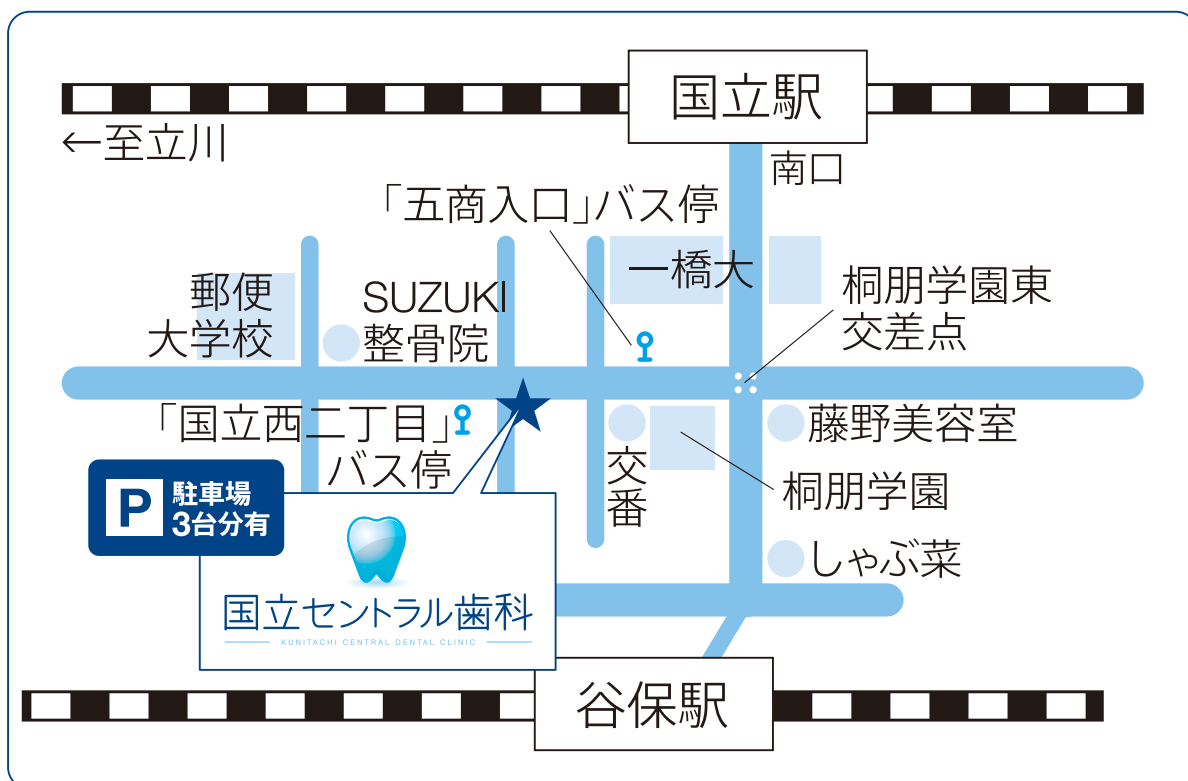 国立駅
←至立川
南口
「五商入口」バス停
一橋大
桐朋学園東
交差点
郵便
大学校
SUZUKI
整骨院
「国立西二丁目」
バス停
藤野美容室
交
番
桐朋学園
P
駐車場
3台分有
しゃぶ菜
国立セントラル歯科
KUNITACHI CENTRAL DENTAL CLINIC
谷保駅